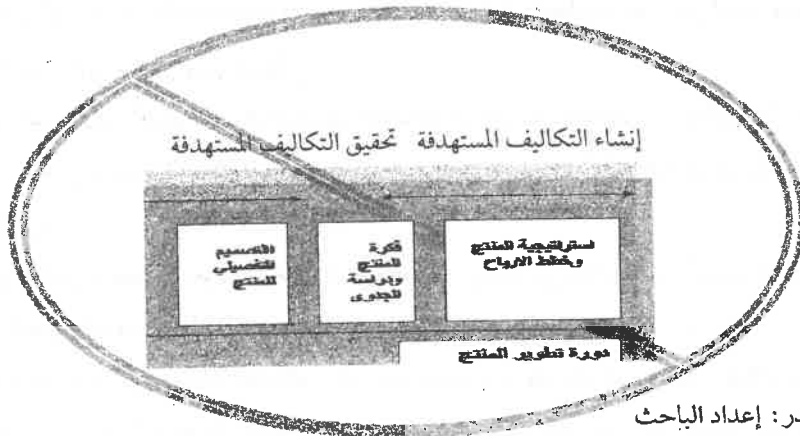 إنشاء التكاليف المستهدفة تحقيق التكاليف المستهدفة
استراتيجية المنتج
وخطط الارباح
فكرة
المنتج
ودراسة
الجدوى
التصميم
التفصيلي
للمنتج
دورة تطوير المنتج
در : إعداد الباحث